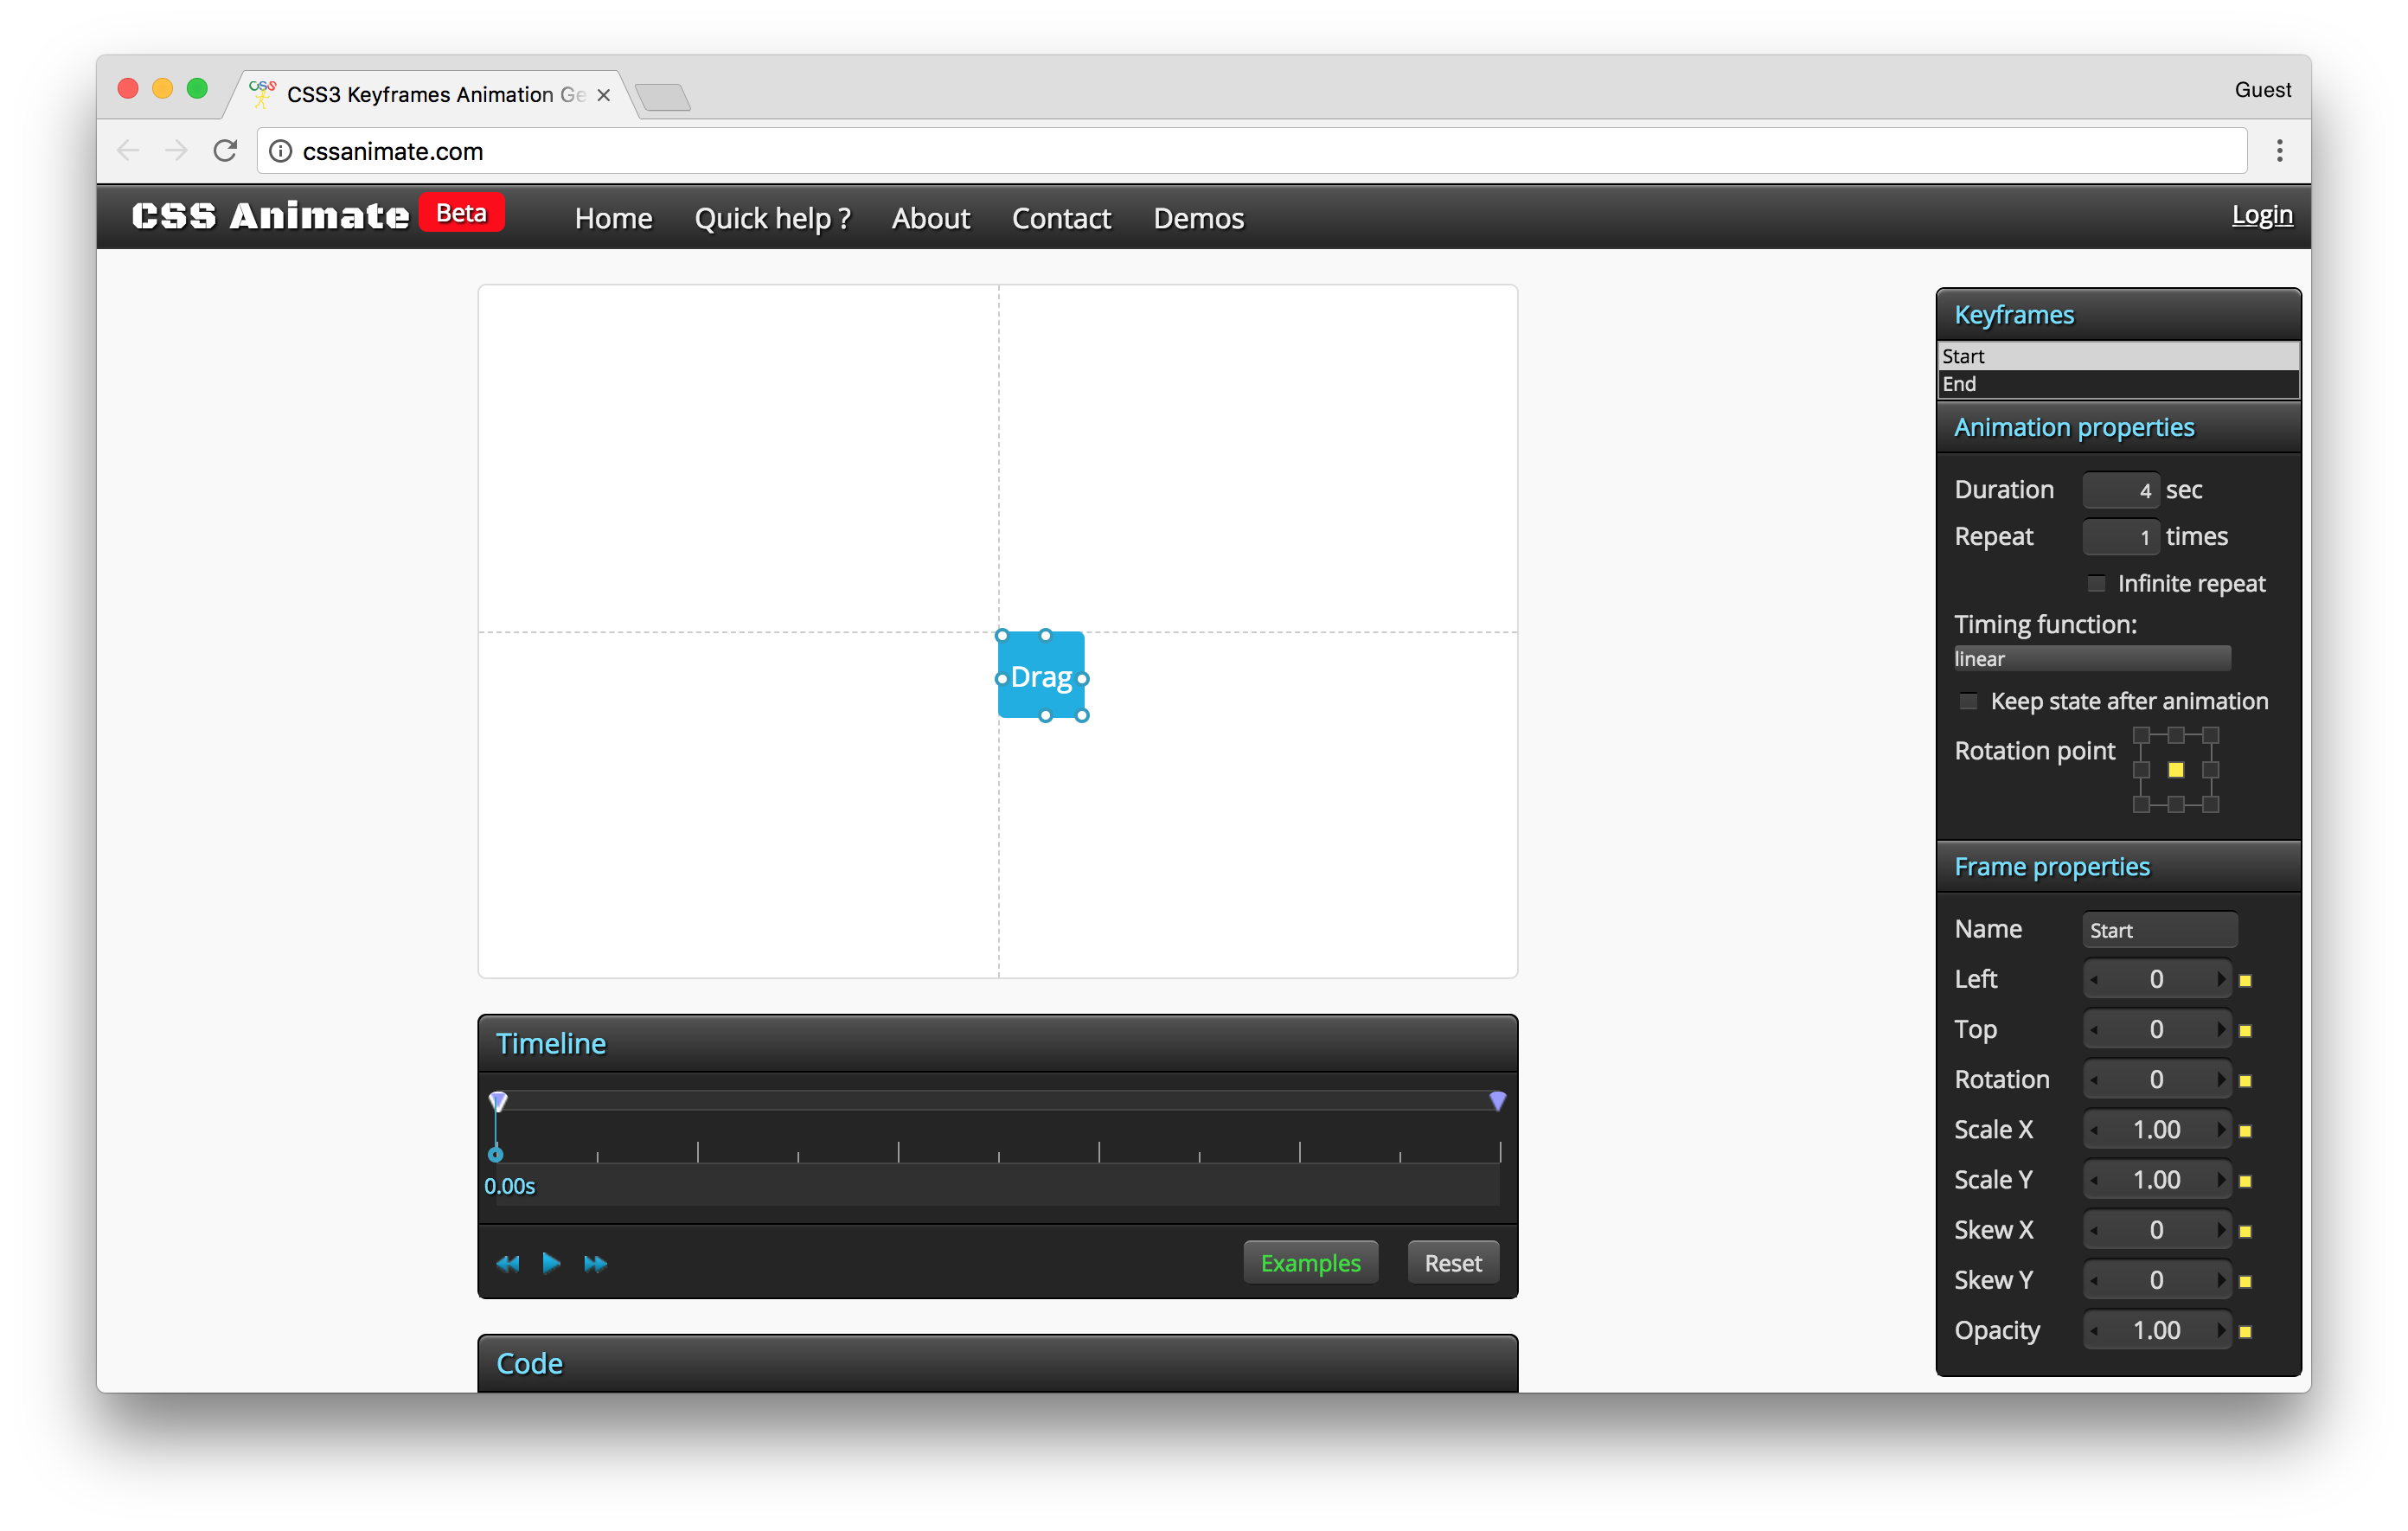 CSS
CSS3 Keyframes Animation Ge
Guest
cssanimate.com
CSS Animate Beta Home Quick help ? About Contact Demos Login
Drag
Timeline
0.00s
Examples Reset
Code
Keyframes
Start
End
Animation properties
Duration 4 sec
Repeat 1 times
Infinite repeat
Timing function:
linear
Keep state after animation
Rotation point
Frame properties
Name Start
Left 0
Top 0
Rotation 0
Scale X 1.00
Scale Y 1.00
Skew X 0
Skew Y 0
Opacity 1.00